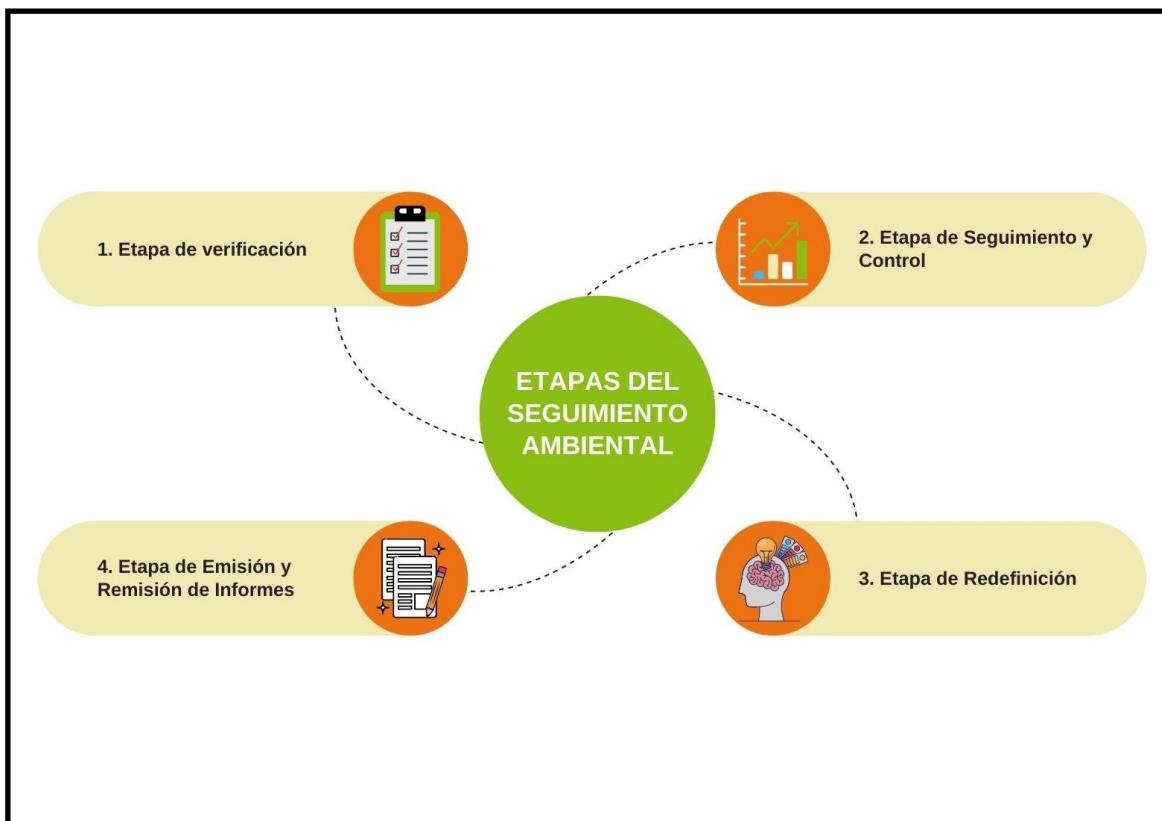 1. Etapa de verificación
2. Etapa de Seguimiento y
Control
ETAPAS DEL
SEGUIMIENTO
AMBIENTAL
4. Etapa de Emisión y
Remisión de Informes
3. Etapa de Redefinición